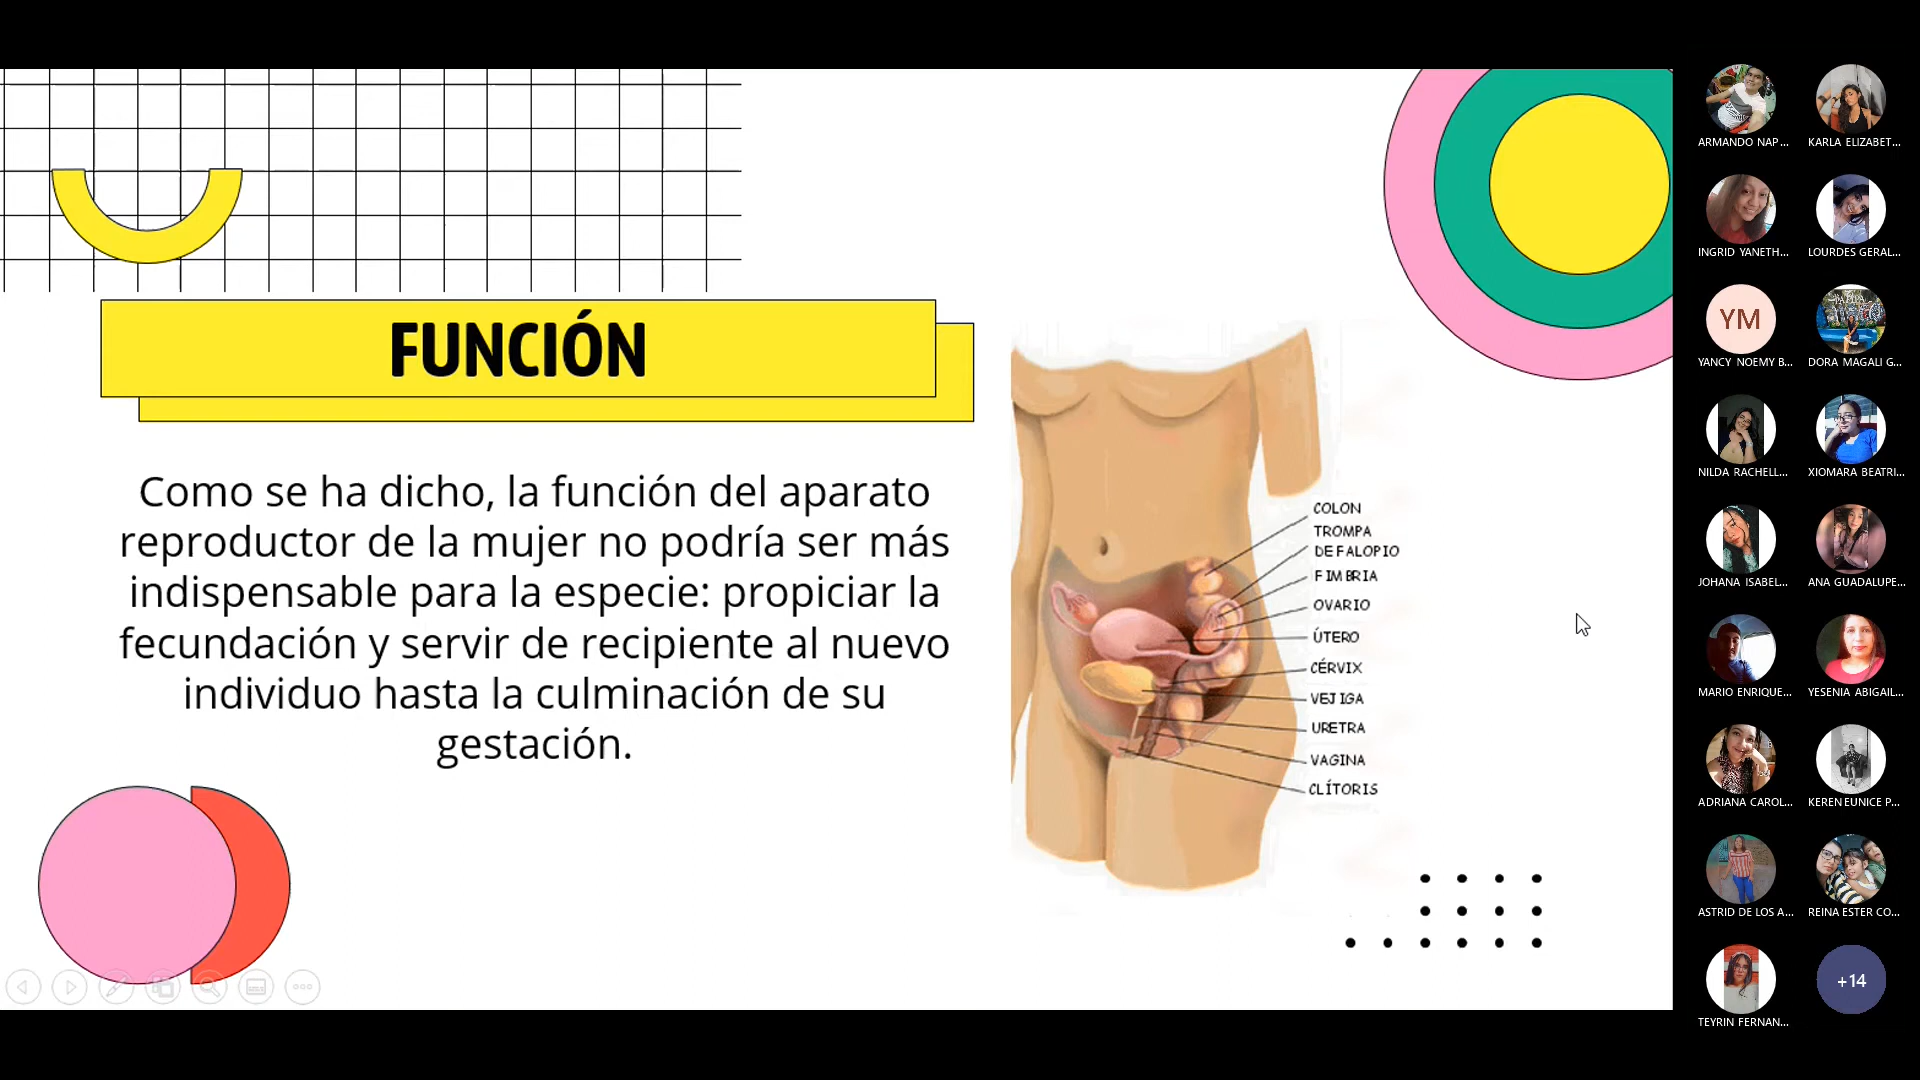 FUNCIÓN
Como se ha dicho, la función del aparato
reproductor de la mujer no podría ser más
indispensable para la especie: propiciar la
fecundación y servir de recipiente al nuevo
individuo hasta la culminación de su
gestación.
COLON
TROMPA
DE FALOPIO
FIMBRIA
OVARIO
ÚTERO
CÉRVIX
VEJIGA
URETRA
VAGINA
CLÍTORIS
ARMANDO NAP...
KARLA ELIZABET...
INGRID YANETH...
LOURDES GERAL...
YM
YANCY NOEMY B...
DORA MAGALI G...
NILDA RACHELL...
XIOMARA BEATRI...
JOHANA ISABEL...
ANA GUADALUPE...
MARIO ENRIQUE...
YESENIA ABIGAIL...
ADRIANA CAROL...
KEREN EUNICE P...
ASTRID DE LOS A...
REINA ESTER CO...
TEYRIN FERNAN...
+14